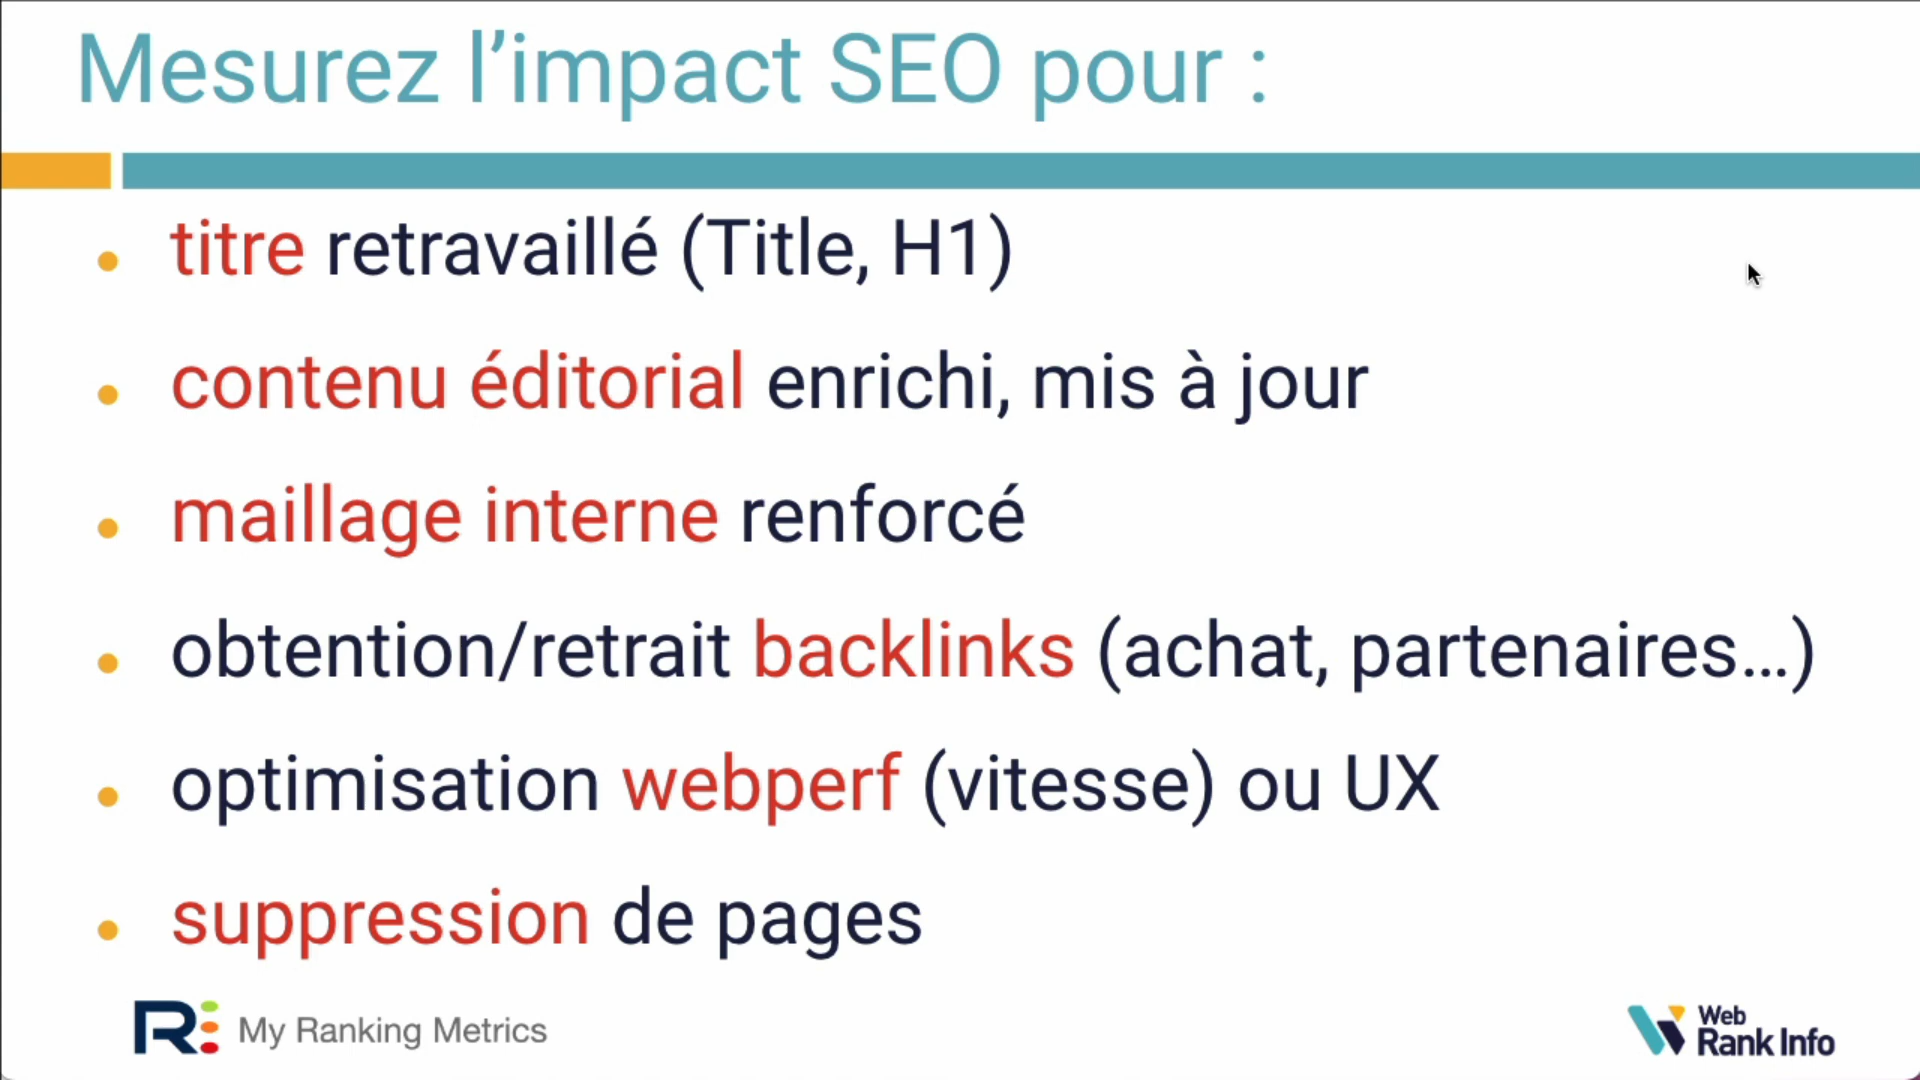 Mesurez l’impact SEO pour :
titre retravaillé (Title, H1)
contenu éditorial enrichi, mis à jour
maillage interne renforcé
obtention/retrait backlinks (achat, partenaires...)
optimisation webperf (vitesse) ou UX
suppression de pages
R My Ranking Metrics
Web
Rank Info